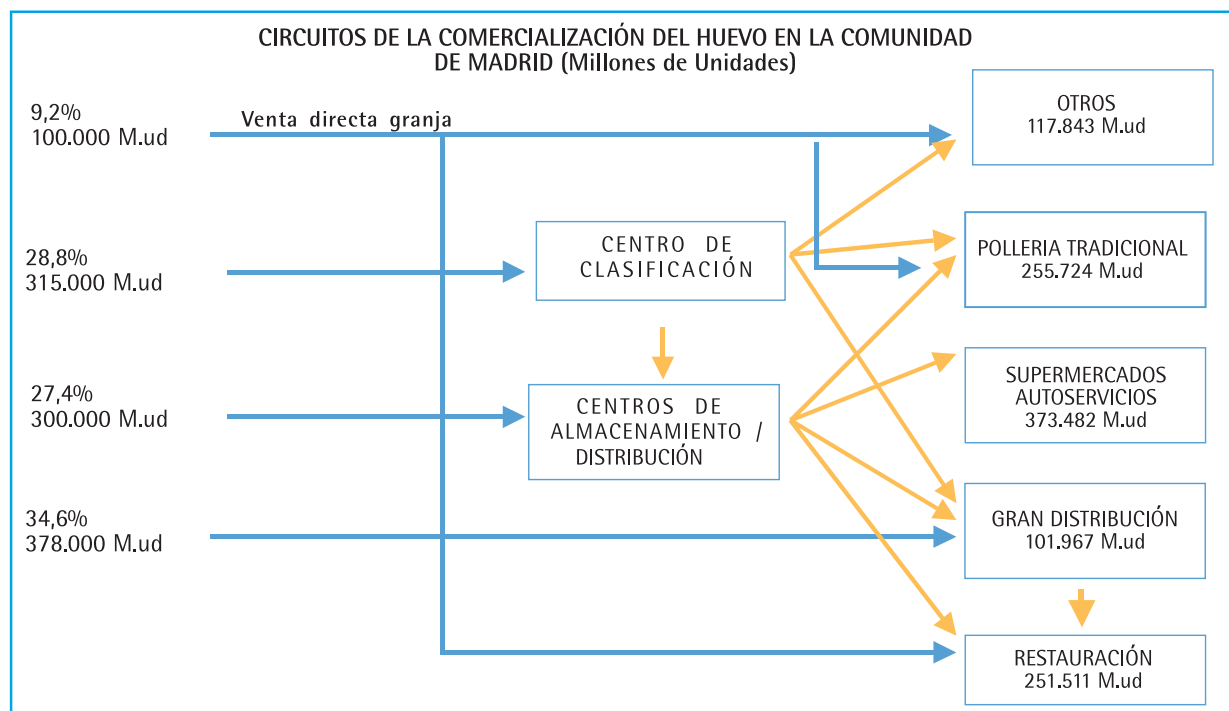 CIRCUITOS DE LA COMERCIALIZACIÓN DEL HUEVO EN LA COMUNIDAD
DE MADRID (Millones de Unidades)
9,2%
100.000 M.ud
Venta directa granja
OTROS
117.843 M.ud
28,8%
315.000 M.ud
CENTRO DE
CLASIFICACIÓN
POLLERIA TRADICIONAL
255.724 M.ud
27,4%
300.000 M.ud
CENTROS DE
ALMACENAMIENTO /
DISTRIBUCIÓN
SUPERMERCADOS
AUTOSERVICIOS
373.482 M.ud
34,6%
378.000 M.ud
GRAN DISTRIBUCIÓN
101.967 M.ud
RESTAURACIÓN
251.511 M.ud